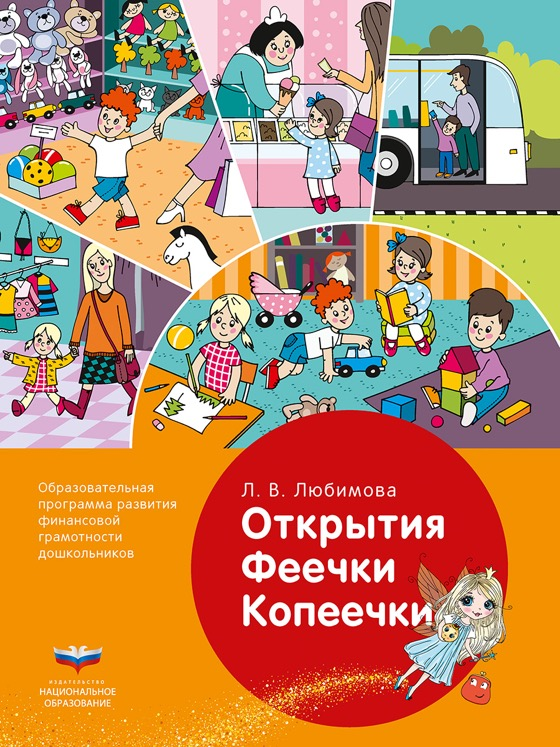 Образовательная
программа развития
финансовой
грамотности
дошкольников
Л. В. Любимова
Открытия
Феечки
Копеечки
ИЗДАТЕЛЬСТВО
НАЦИОНАЛЬНОЕ
ОБРАЗОВАНИЕ